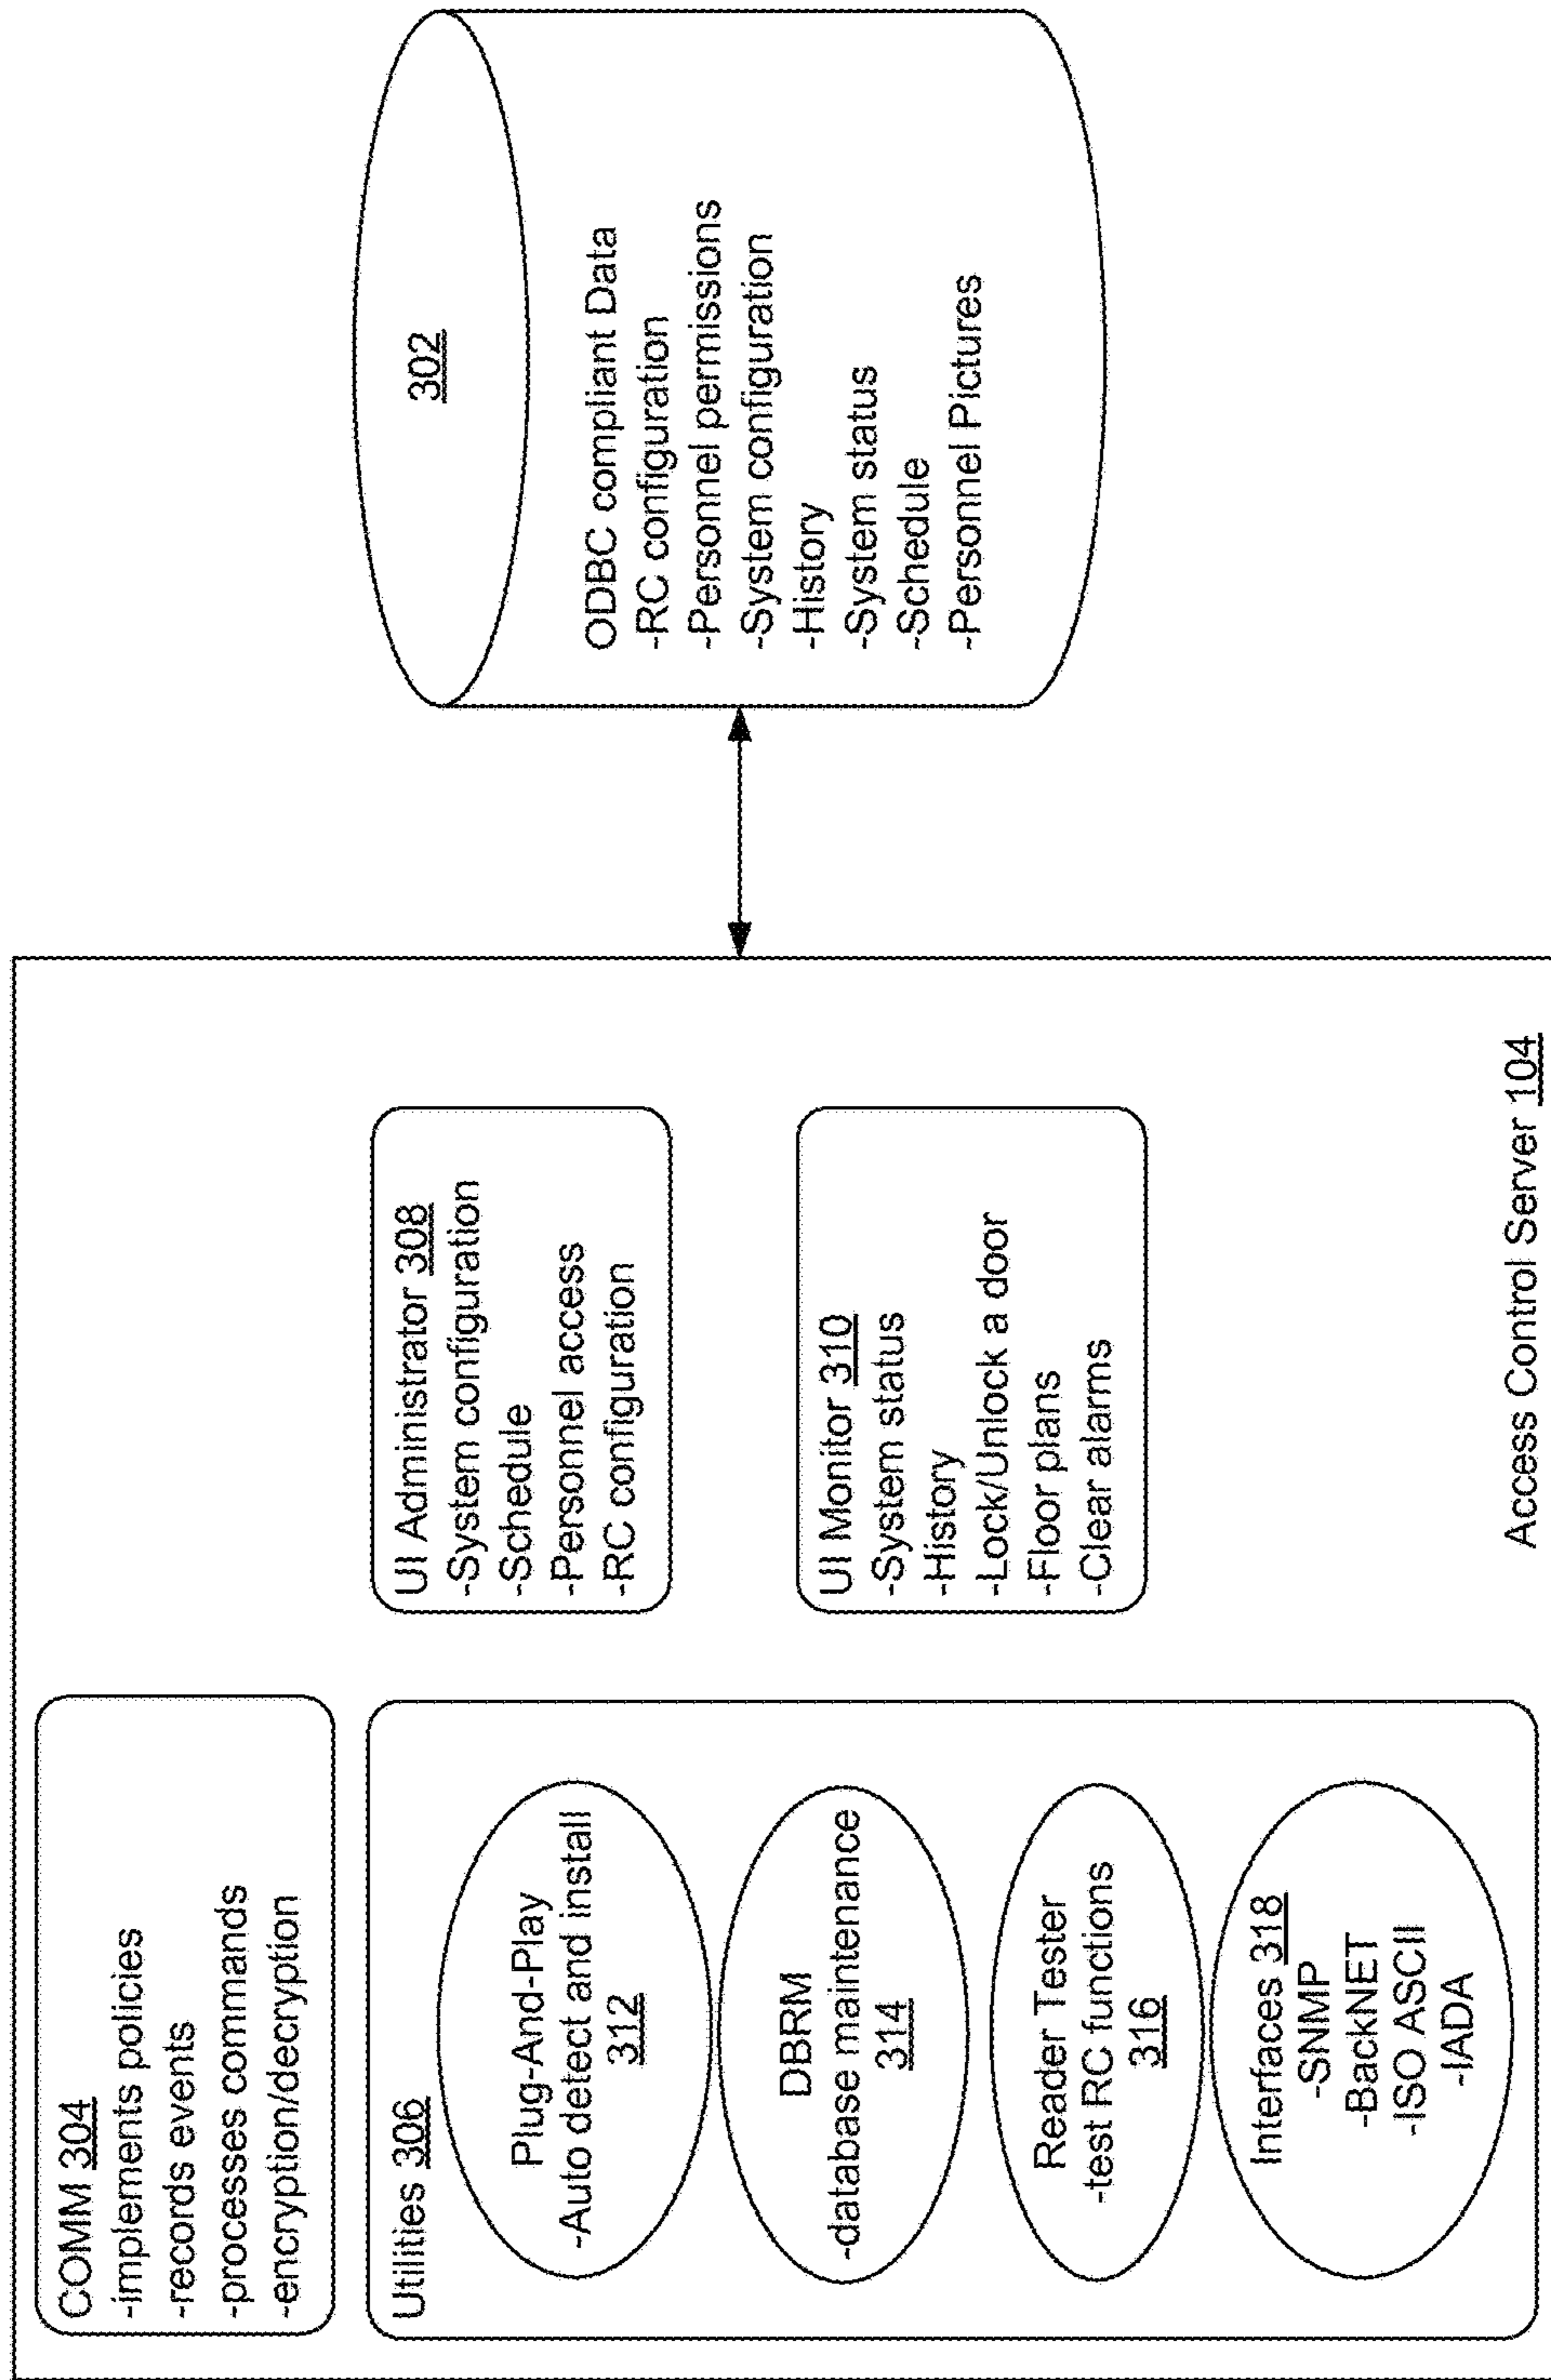 COMM 304
-implements policies
-records events
-processes commands
-encryption/decryption
Utilities 306
Plug-And-Play
-Auto detect and install
312
DBRM
-database maintenance
314
Reader Tester
-test RC functions
316
Interfaces 318
-SNMP
-BackNET
-ISO ASCII
-IADA
UI Administrator 308
-System configuration
-Schedule
-Personnel access
-RC configuration
UI Monitor 310
-System status
-History
-Lock/Unlock a door
-Floor plans
-Clear alarms
Access Control Server 104
302
ODBC compliant Data
-RC configuration
-Personnel permissions
-System configuration
-History
-System status
-Schedule
-Personnel Pictures